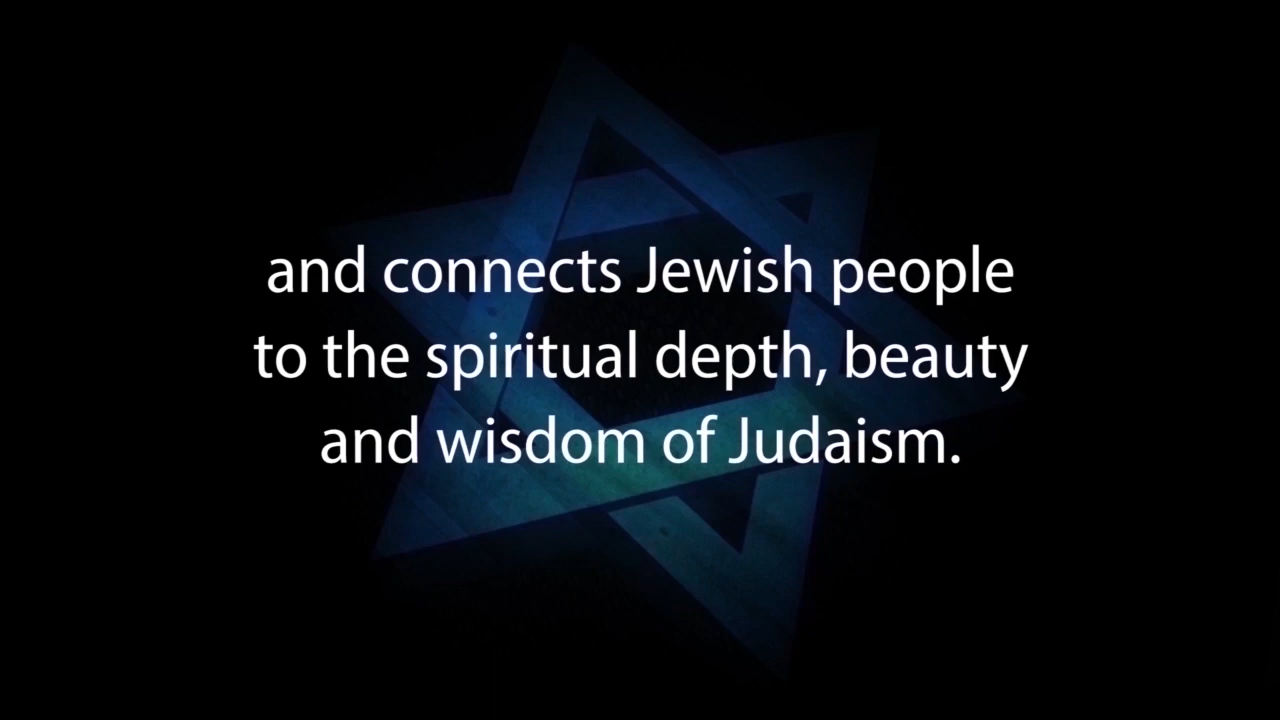 and connects Jewish people
to the spiritual depth, beauty
and wisdom of Judaism.